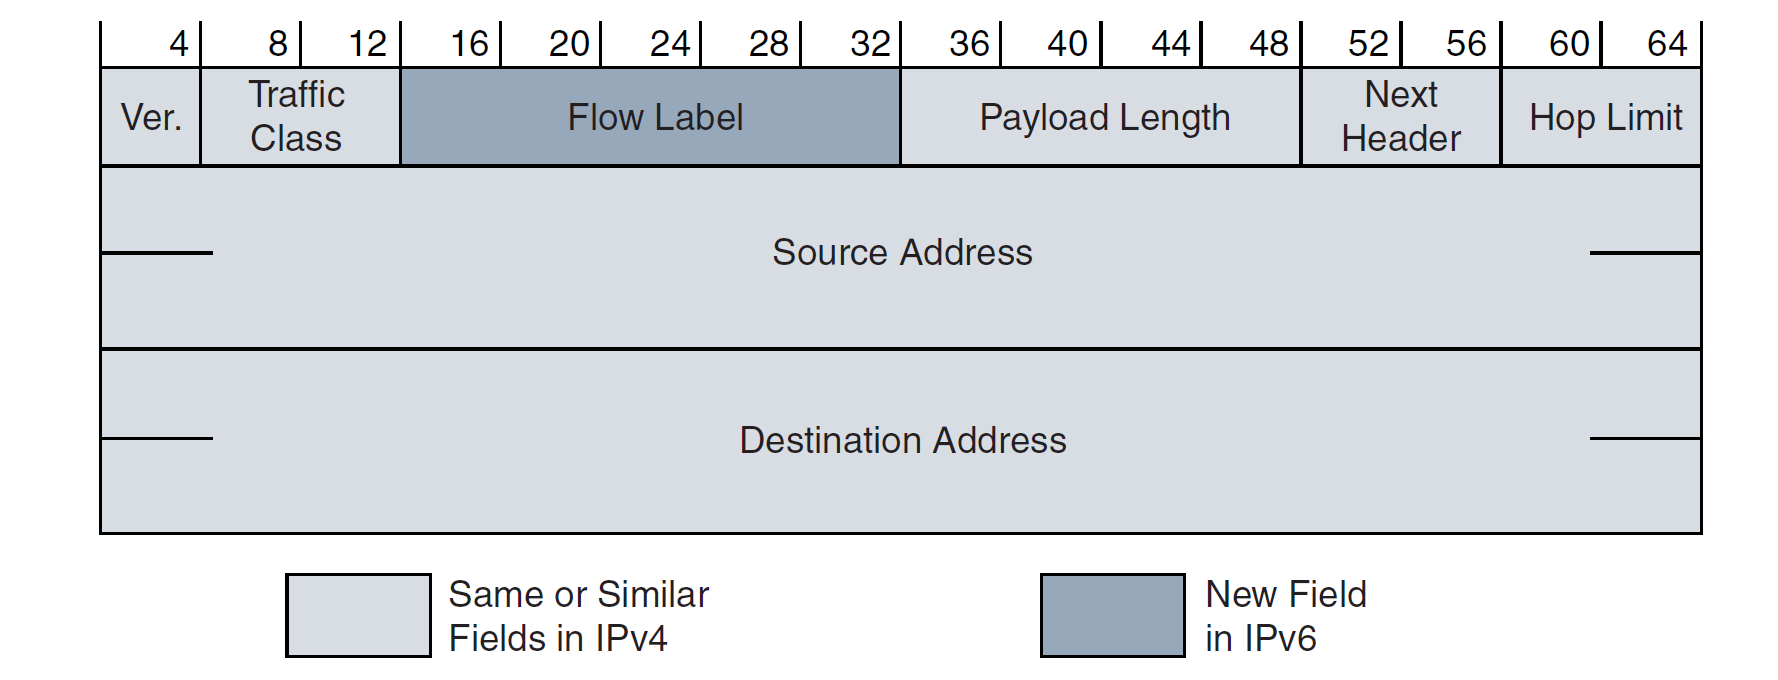 4 8 12 16 20 24 28 32 36 40 44 48 52 56 60 64
Ver.
Traffic
Class
Flow Label
Payload Length
Next
Header
Hop Limit
Source Address
Destination Address
Same or Similar
Fields in IPv4
New Field
in IPv6